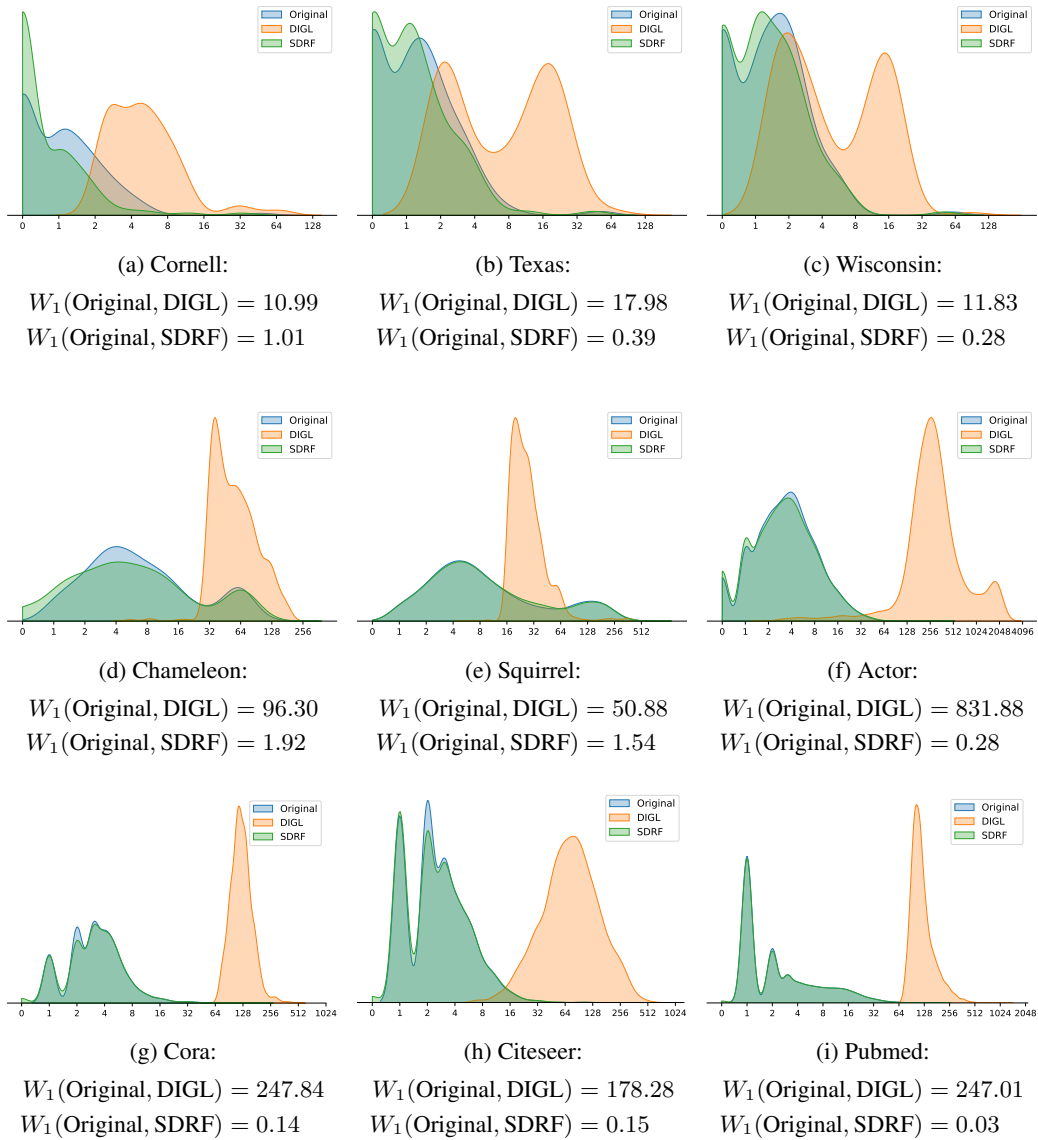 Original
DIGL
SDRF
0 1 2 4 8 16 32 64 128
(a) Cornell:
W₁(Original, DIGL) = 10.99
W₁(Original, SDRF) = 1.01
Original
DIGL
SDRF
0 1 2 4 8 16 32 64 128
(b) Texas:
W₁(Original, DIGL) = 17.98
W₁(Original, SDRF) = 0.39
Original
DIGL
SDRF
0 1 2 4 8 16 32 64 128
(c) Wisconsin:
W₁(Original, DIGL) = 11.83
W₁(Original, SDRF) = 0.28
Original
DIGL
SDRF
0 1 2 4 8 16 32 64 128 256
(d) Chameleon:
W₁(Original, DIGL) = 96.30
W₁(Original, SDRF) = 1.92
Original
DIGL
SDRF
0 1 2 4 8 16 32 64 128 256 512
(e) Squirrel:
W₁(Original, DIGL) = 50.88
W₁(Original, SDRF) = 1.54
Original
DIGL
SDRF
0 1 2 4 8 16 32 64 128 256 512 1024 2048 4096
(f) Actor:
W₁(Original, DIGL) = 831.88
W₁(Original, SDRF) = 0.28
Original
DIGL
SDRF
0 1 2 4 8 16 32 64 128 256 512 1024
(g) Cora:
W₁(Original, DIGL) = 247.84
W₁(Original, SDRF) = 0.14
Original
DIGL
SDRF
0 1 2 4 8 16 32 64 128 256 512 1024
(h) Citeseer:
W₁(Original, DIGL) = 178.28
W₁(Original, SDRF) = 0.15
Original
DIGL
SDRF
0 1 2 4 8 16 32 64 128 256 512 1024 2048
(i) Pubmed:
W₁(Original, DIGL) = 247.01
W₁(Original, SDRF) = 0.03